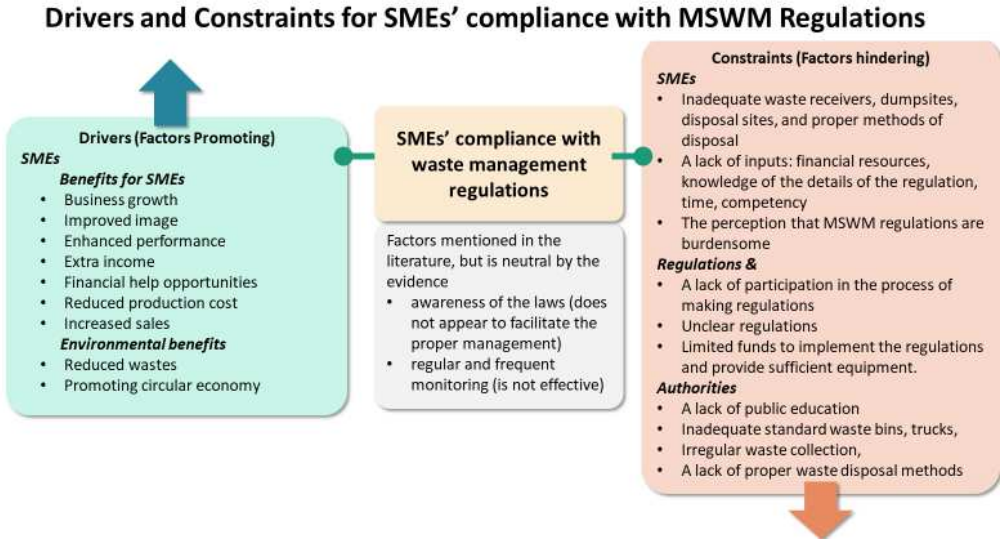 Drivers and Constraints for SMEs' compliance with MSWM Regulations
Drivers (Factors Promoting)
SMEs
Benefits for SMEs
• Business growth
• Improved image
• Enhanced performance
• Extra income
• Financial help opportunities
• Reduced production cost
• Increased sales
Environmental benefits
• Reduced wastes
• Promoting circular economy
SMEs' compliance with
waste management
regulations
Factors mentioned in the
literature, but is neutral by the
evidence
• awareness of the laws (does
not appear to facilitate the
proper management)
• regular and frequent
monitoring (is not effective)
Constraints (Factors hindering)
SMEs
• Inadequate waste receivers, dumpsites,
disposal sites, and proper methods of
disposal
• A lack of inputs: financial resources,
knowledge of the details of the regulation,
time, competency
• The perception that MSWM regulations are
burdensome
Regulations &
• A lack of participation in the process of
making regulations
• Unclear regulations
• Limited funds to implement the regulations
and provide sufficient equipment.
Authorities
• A lack of public education
• Inadequate standard waste bins, trucks,
• Irregular waste collection,
• A lack of proper waste disposal methods